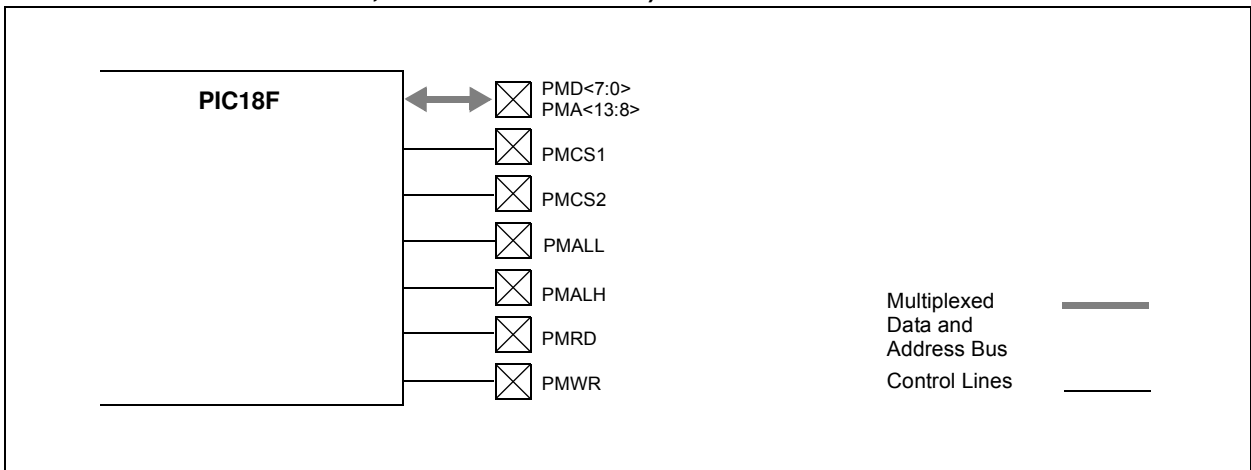 PIC18F
PMD<7:0>
PMA<13:8>
PMCS1
PMCS2
PMALL
PMALH
PMRD
PMWR
Multiplexed
Data and
Address Bus
Control Lines